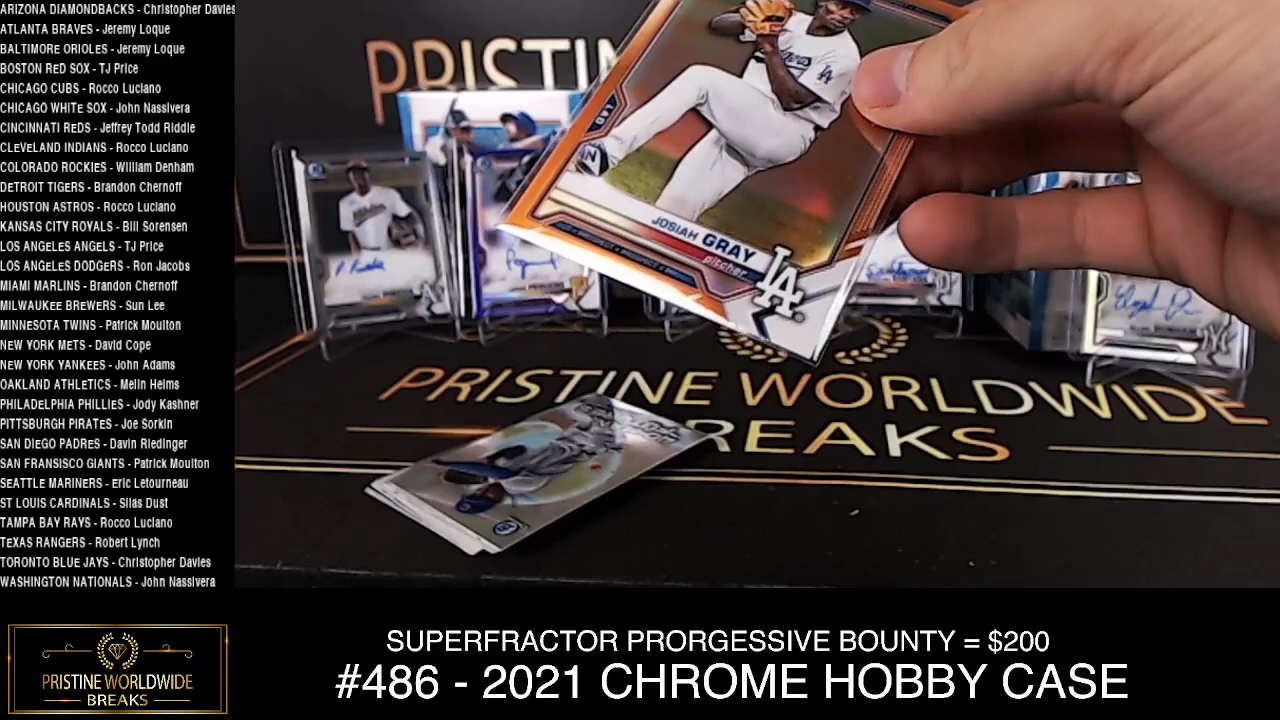 ARIZONA DIAMONDBACKS - Christopher Davies
ATLANTA BRAVES - Jeremy Loque
BALTIMORE ORIOLES - Jeremy Loque
BOSTON RED SOX - TJ Price
CHICAGO CUBS - Rocco Luciano
CHICAGO WHITE SOX - John Nassivera
CINCINNATI REDS - Jeffrey Todd Riddle
CLEVELAND INDIANS - Rocco Luciano
COLORADO ROCKIES - William Denham
DETROIT TIGERS - Brandon Chernoff
HOUSTON ASTROS - Rocco Luciano
KANSAS CITY ROYALS - Bill Sorensen
LOS ANGELES ANGELS - TJ Price
LOS ANGELES DODGERS - Ron Jacobs
MIAMI MARLINS - Brandon Chernoff
MILWAUKEE BREWERS - Sun Lee
MINNESOTA TWINS - Patrick Moulton
NEW YORK METS - David Cope
NEW YORK YANKEES - John Adams
OAKLAND ATHLETICS - Melin Helms
PHILADELPHIA PHILLIES - Jody Kashner
PITTSBURGH PIRATES - Joe Sorkin
SAN DIEGO PADRES - Davin Riedinger
SAN FRANSISCO GIANTS - Patrick Moulton
SEATTLE MARINERS - Eric Letourneau
ST LOUIS CARDINALS - Silas Dust
TAMPA BAY RAYS - Rocco Luciano
TEXAS RANGERS - Robert Lynch
TORONTO BLUE JAYS - Christopher Davies
WASHINGTON NATIONALS - John Nassivera
LAD
JOSIAH GRAY
pitcher
LA
PRISTINE WORLDWIDE
BREAKS
PRISTINE WORLDWIDE
BREAKS
SUPERFRACTOR PRORGESSIVE BOUNTY = $200
#486 - 2021 CHROME HOBBY CASE